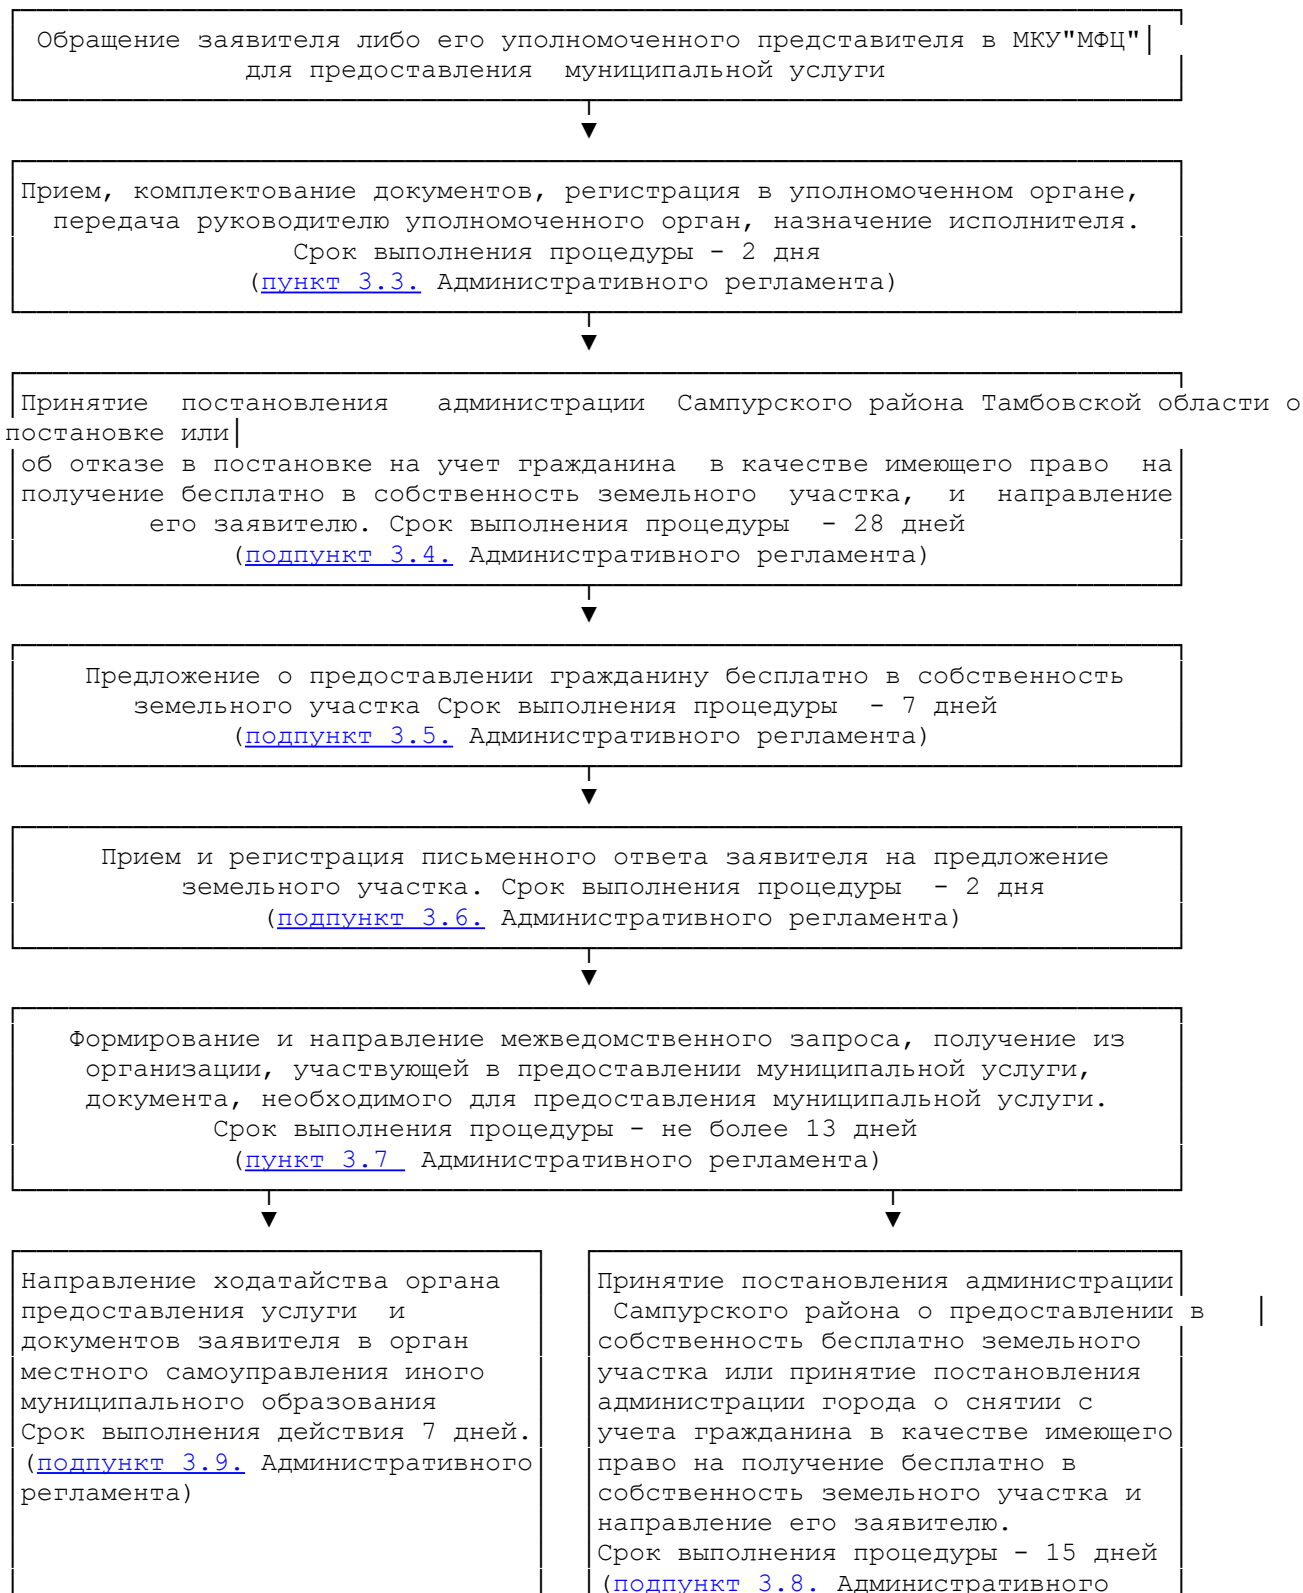 Обращение заявителя либо его уполномоченного представителя в МКУ"МФЦ"
для предоставления муниципальной услуги
Прием, комплектование документов, регистрация в уполномоченном органе,
передача руководителю уполномоченного орган, назначение исполнителя.
Срок выполнения процедуры - 2 дня
(пункт 3.3. Административного регламента)
Принятие постановления администрации Сампурского района Тамбовской области о
постановке или
об отказе в постановке на учет гражданина в качестве имеющего право на
получение бесплатно в собственность земельного участка, и направление
его заявителю. Срок выполнения процедуры - 28 дней
(подпункт 3.4. Административного регламента)
Предложение о предоставлении гражданину бесплатно в собственность
земельного участка Срок выполнения процедуры - 7 дней
(подпункт 3.5. Административного регламента)
Прием и регистрация письменного ответа заявителя на предложение
земельного участка. Срок выполнения процедуры - 2 дня
(подпункт 3.6. Административного регламента)
Формирование и направление межведомственного запроса, получение из
организации, участвующей в предоставлении муниципальной услуги,
документа, необходимого для предоставления муниципальной услуги.
Срок выполнения процедуры - не более 13 дней
(пункт 3.7 Административного регламента)
Направление ходатайства органа
предоставления услуги и
документов заявителя в орган
местного самоуправления иного
муниципального образования
Срок выполнения действия 7 дней.
(подпункт 3.9. Административного
регламента)
Принятие постановления администрации
Сампурского района о предоставлении в
собственность бесплатно земельного
участка или принятие постановления
администрации города о снятии с
учета гражданина в качестве имеющего
право на получение бесплатно в
собственность земельного участка и
направление его заявителю.
Срок выполнения процедуры - 15 дней
(подпункт 3.8. Административного